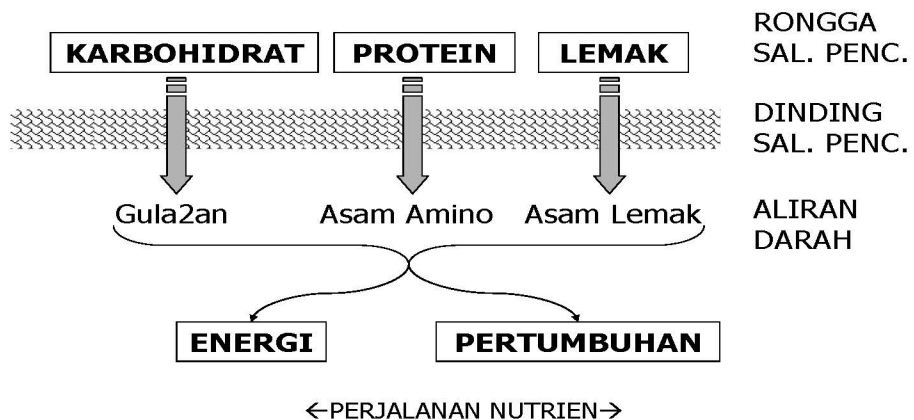 RONGGA
SAL. PENC.
KARBOHIDRAT PROTEIN LEMAK
DINDING
SAL. PENC.
Gula2an Asam Amino Asam Lemak
ALIRAN
DARAH
ENERGI PERTUMBUHAN
←PERJALANAN NUTRIEN→